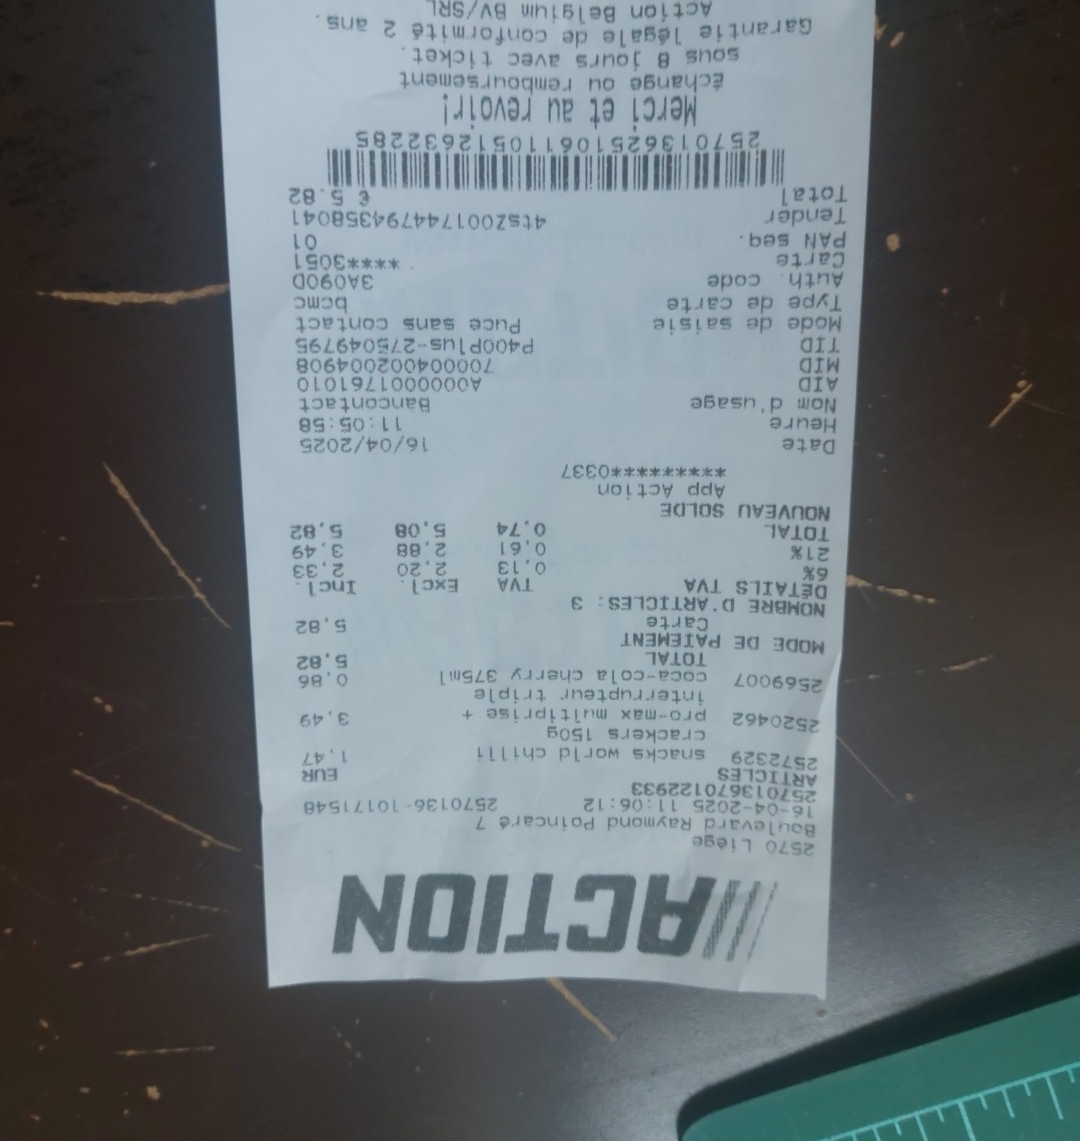 ACTION
2570 Liège
Boulevard Raymond Poincaré 7
16-04-2025 11:06:12 2570136-10171548
257013670122933
ARTICLES EUR
2572329 snacks world chilli 1,47
crackers 150g
2520462 pro-max multiprise + 3,49
interrupteur triple
2569007 coca-cola cherry 375ml 0,86
TOTAL 5,82
MODE DE PAIEMENT
Carte 5,82
NOMBRE D'ARTICLES: 3
DÉTAILS TVA TVA Excl. Incl.
6% 0,13 2,20 2,33
21% 0,61 2,88 3,49
TOTAL 0,74 5,08 5,82
NOUVEAU SOLDE
App Action
**********0337
Date 16/04/2025
Heure 11:05:58
Nom d'usage Bancontact
AID A0000001761010
MID 700004002004908
TID P400Plus-275049795
Mode de saisie Puce sans contact
Type de carte bcmc
Auth. code 3A090D
Carte ****3051
PAN seq. 01
Tender 4tsZ001744794358041
Total € 5.82
257013625106110512632285
Merci et au revoir!
Échange ou remboursement
sous 8 jours avec ticket.
Garantie légale de conformité 2 ans.
Action Belgium BV/SRL